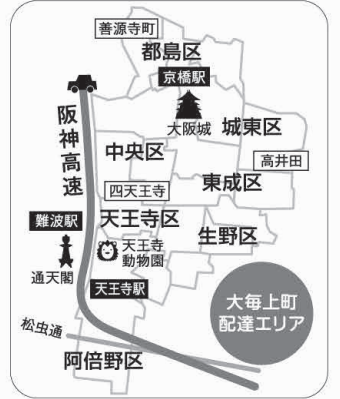 善源寺町
都島区
京橋駅
大阪城
城東区
阪神高速
中央区
高井田
四天王寺
東成区
難波駅
天王寺区
生野区
通天閣
天王寺
動物園
天王寺駅
大毎上町
配達エリア
松虫通
阿倍野区